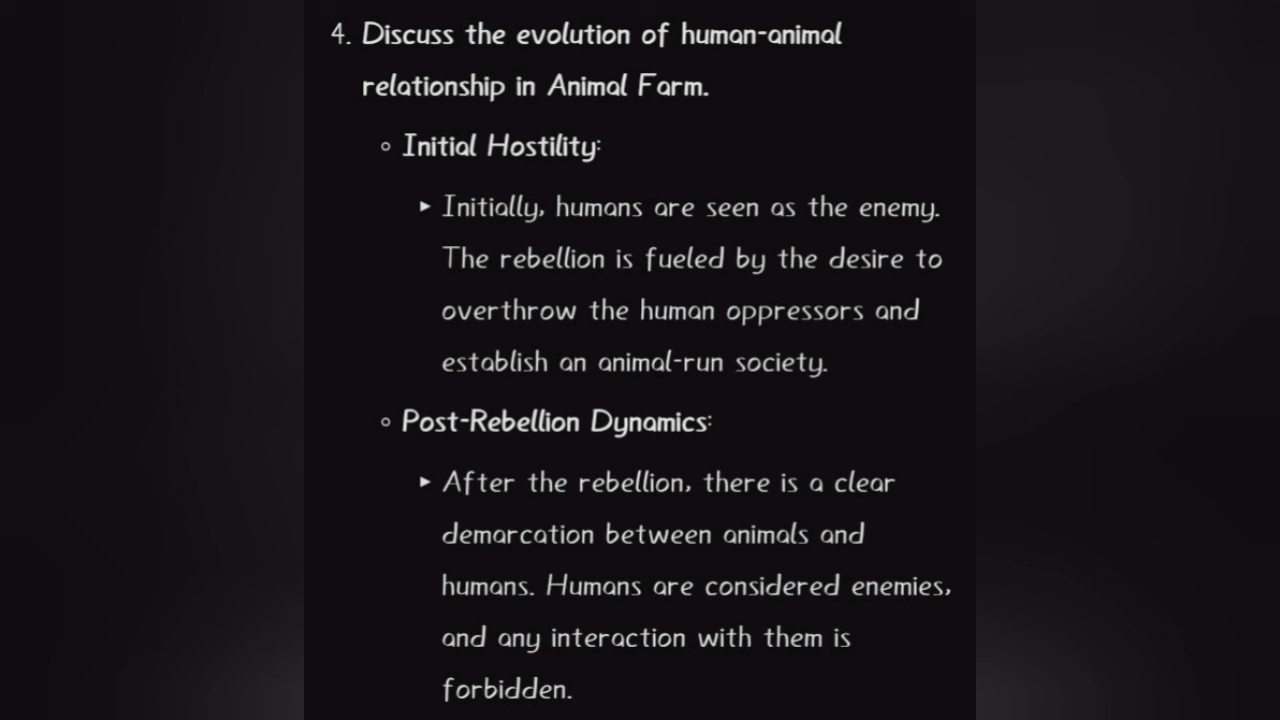 4. Discuss the evolution of human-animal
relationship in Animal Farm.
○ Initial Hostility:
▸ Initially, humans are seen as the enemy.
The rebellion is fueled by the desire to
overthrow the human oppressors and
establish an animal-run society.
○ Post-Rebellion Dynamics:
▸ After the rebellion, there is a clear
demarcation between animals and
humans. Humans are considered enemies,
and any interaction with them is
forbidden.